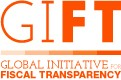 GIFT
GLOBAL INITIATIVE FOR
FISCAL TRANSPARENCY